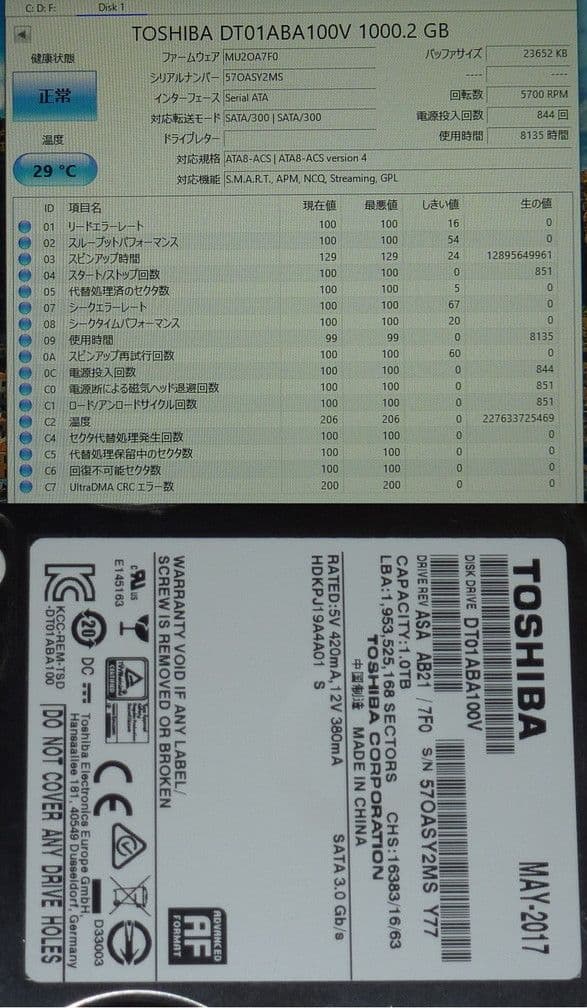 C: D: F:
Disk 1
TOSHIBA DT01ABA100V 1000.2 GB
健康状態
正常
温度
29 °C
ファームウェア MU2OA7F0
シリアルナンバー 57OASY2MS
インターフェース Serial ATA
対応転送モード SATA/300 | SATA/300
ドライブレター
対応規格 ATA8-ACS | ATA8-ACS version 4
対応機能 S.M.A.R.T., APM, NCQ, Streaming, GPL
バッファサイズ 23652 KB
---- ----
回転数 5700 RPM
電源投入回数 844 回
使用時間 8135 時間
ID 項目名 現在値 最悪値 しきい値 生の値
01 リードエラーレート 100 100 16 0
02 スループットパフォーマンス 100 100 54 0
03 スピンアップ時間 129 129 24 12895649961
04 スタート/ストップ回数 100 100 0 851
05 代替処理済のセクタ数 100 100 5 0
07 シークエラーレート 100 100 67 0
08 シークタイムパフォーマンス 100 100 20 0
09 使用時間 99 99 0 8135
0A スピンアップ再試行回数 100 100 60 0
0C 電源投入回数 100 100 0 844
C0 電源断による磁気ヘッド退避回数 100 100 0 851
C1 ロード/アンロードサイクル回数 100 100 0 851
C2 温度 206 206 0 227633725469
C4 セクタ代替処理発生回数 100 100 0 0
C5 代替処理保留中のセクタ数 100 100 0 0
C6 回復不可能セクタ数 100 100 0 0
C7 UltraDMA CRC エラー数 200 200 0 0
TOSHIBA MAY-2017
DISK DRIVE DT01ABA100V
DRIVE REV ASA AB21 / 7F0 S/N 57OASY2MS Y77
CAPACITY:1.0TB
LBA:1,953,525,168 SECTORS CHS:16383/16/63
TOSHIBA CORPORATION
中国制造 MADE IN CHINA
RATED:5V 420mA,12V 380mA SATA 3.0 Gb/s
HDKPJ19A4A01 S
ADVANCED
AF
FORMAT
WARRANTY VOID IF ANY LABEL/
SCREW IS REMOVED OR BROKEN
E145163
20
DC
D33003
KCC-REM-TSD
-DT01ABA100
Toshiba Electronics Europe GmbH,
Hansaallee 181, 40549 Dusseldorf, Germany
DO NOT COVER ANY DRIVE HOLES